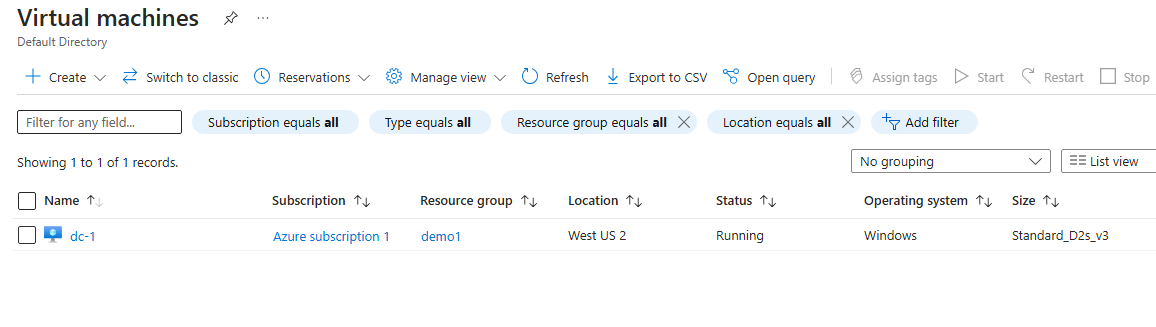 Virtual machines ...
Default Directory
Create Switch to classic Reservations Manage view Refresh Export to CSV Open query Assign tags Start Restart Stop
Filter for any field... Subscription equals all Type equals all Resource group equals all Location equals all Add filter
Showing 1 to 1 of 1 records. No grouping List view
Name Subscription Resource group Location Status Operating system Size
dc-1 Azure subscription 1 demo1 West US 2 Running Windows Standard_D2s_v3